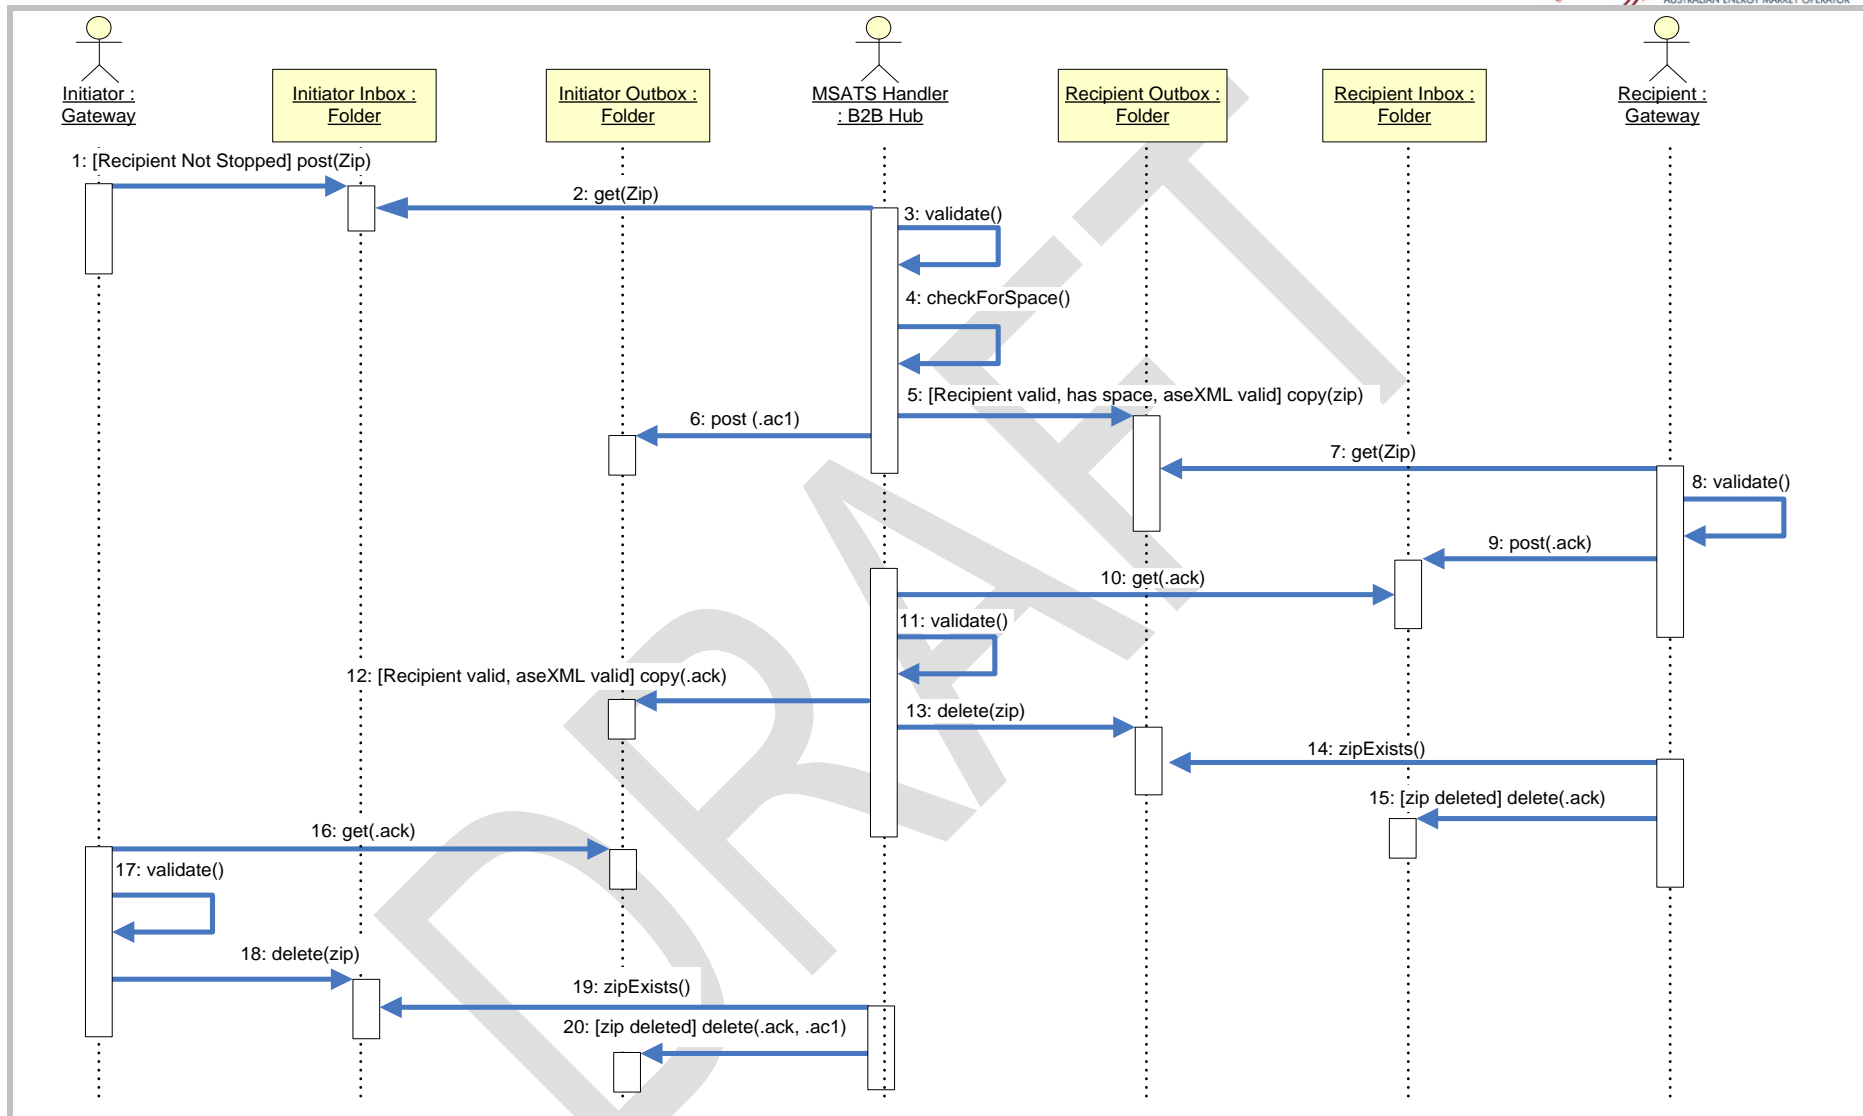 AUSTRALIAN ENERGY MARKET OPERATOR
Initiator :
Gateway
Initiator Inbox :
Folder
Initiator Outbox :
Folder
MSATS Handler
: B2B Hub
Recipient Outbox :
Folder
Recipient Inbox :
Folder
Recipient :
Gateway
1: [Recipient Not Stopped] post(Zip)
2: get(Zip)
3: validate()
4: checkForSpace()
5: [Recipient valid, has space, aseXML valid] copy(zip)
6: post (.ac1)
7: get(Zip)
8: validate()
9: post(.ack)
10: get(.ack)
11: validate()
12: [Recipient valid, aseXML valid] copy(.ack)
13: delete(zip)
14: zipExists()
15: [zip deleted] delete(.ack)
16: get(.ack)
17: validate()
18: delete(zip)
19: zipExists()
20: [zip deleted] delete(.ack, .ac1)
DRAFT